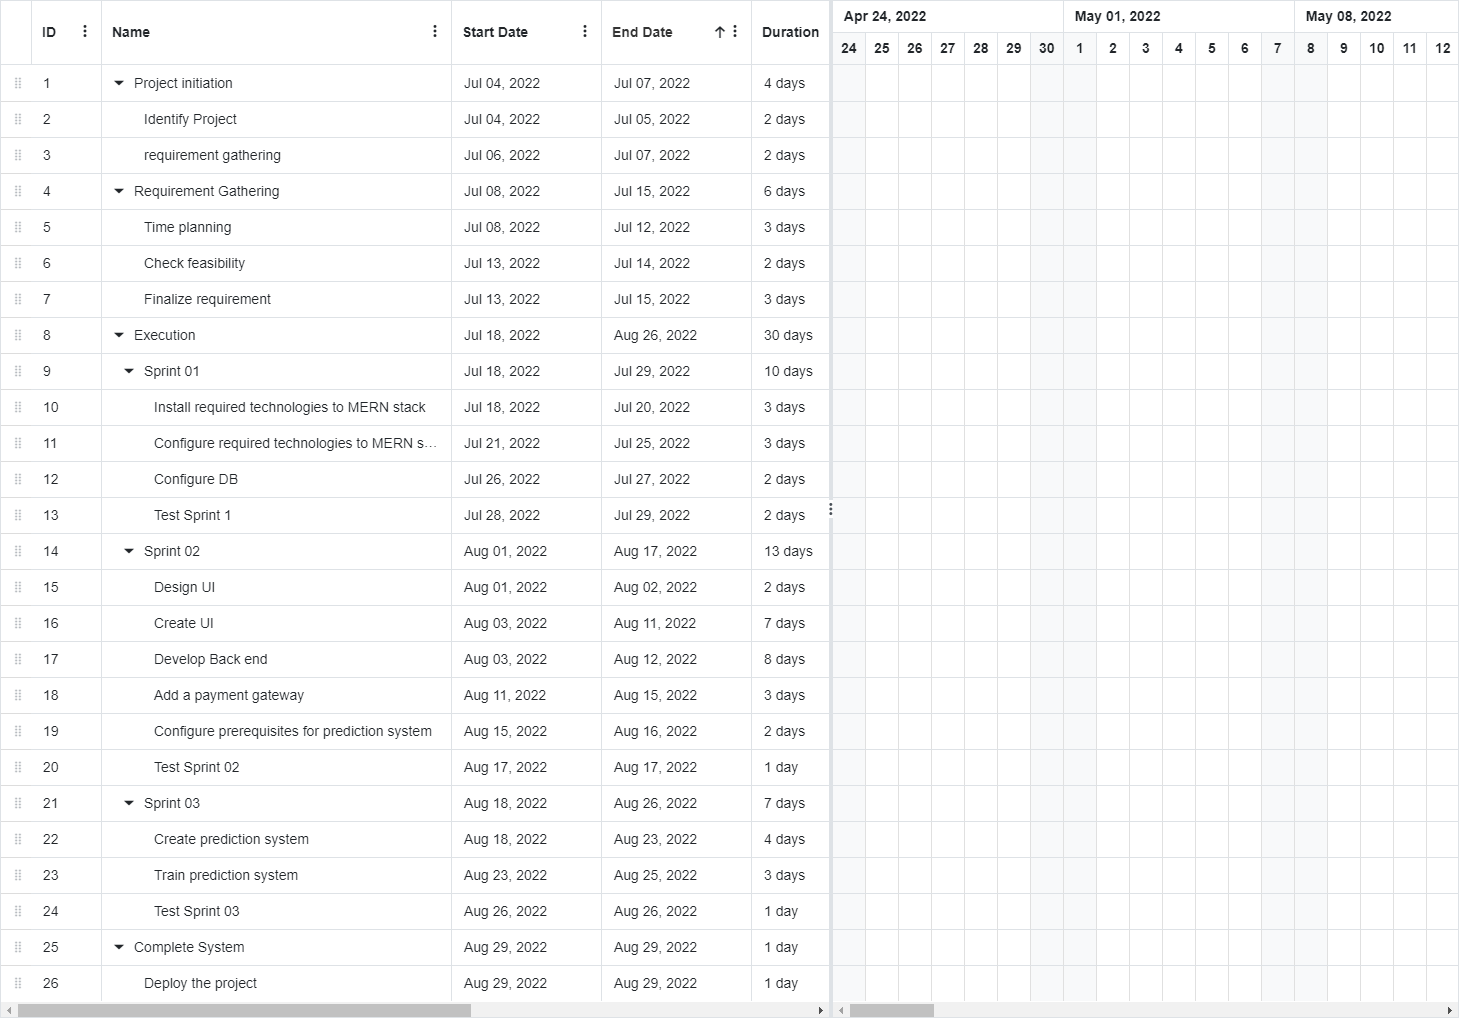 ID Name Start Date End Date Duration
1 Project initiation Jul 04, 2022 Jul 07, 2022 4 days
2 Identify Project Jul 04, 2022 Jul 05, 2022 2 days
3 requirement gathering Jul 06, 2022 Jul 07, 2022 2 days
4 Requirement Gathering Jul 08, 2022 Jul 15, 2022 6 days
5 Time planning Jul 08, 2022 Jul 12, 2022 3 days
6 Check feasibility Jul 13, 2022 Jul 14, 2022 2 days
7 Finalize requirement Jul 13, 2022 Jul 15, 2022 3 days
8 Execution Jul 18, 2022 Aug 26, 2022 30 days
9 Sprint 01 Jul 18, 2022 Jul 29, 2022 10 days
10 Install required technologies to MERN stack Jul 18, 2022 Jul 20, 2022 3 days
11 Configure required technologies to MERN s... Jul 21, 2022 Jul 25, 2022 3 days
12 Configure DB Jul 26, 2022 Jul 27, 2022 2 days
13 Test Sprint 1 Jul 28, 2022 Jul 29, 2022 2 days
14 Sprint 02 Aug 01, 2022 Aug 17, 2022 13 days
15 Design UI Aug 01, 2022 Aug 02, 2022 2 days
16 Create UI Aug 03, 2022 Aug 11, 2022 7 days
17 Develop Back end Aug 03, 2022 Aug 12, 2022 8 days
18 Add a payment gateway Aug 11, 2022 Aug 15, 2022 3 days
19 Configure prerequisites for prediction system Aug 15, 2022 Aug 16, 2022 2 days
20 Test Sprint 02 Aug 17, 2022 Aug 17, 2022 1 day
21 Sprint 03 Aug 18, 2022 Aug 26, 2022 7 days
22 Create prediction system Aug 18, 2022 Aug 23, 2022 4 days
23 Train prediction system Aug 23, 2022 Aug 25, 2022 3 days
24 Test Sprint 03 Aug 26, 2022 Aug 26, 2022 1 day
25 Complete System Aug 29, 2022 Aug 29, 2022 1 day
26 Deploy the project Aug 29, 2022 Aug 29, 2022 1 day
Apr 24, 2022 May 01, 2022 May 08, 2022
24 25 26 27 28 29 30 1 2 3 4 5 6 7 8 9 10 11 12